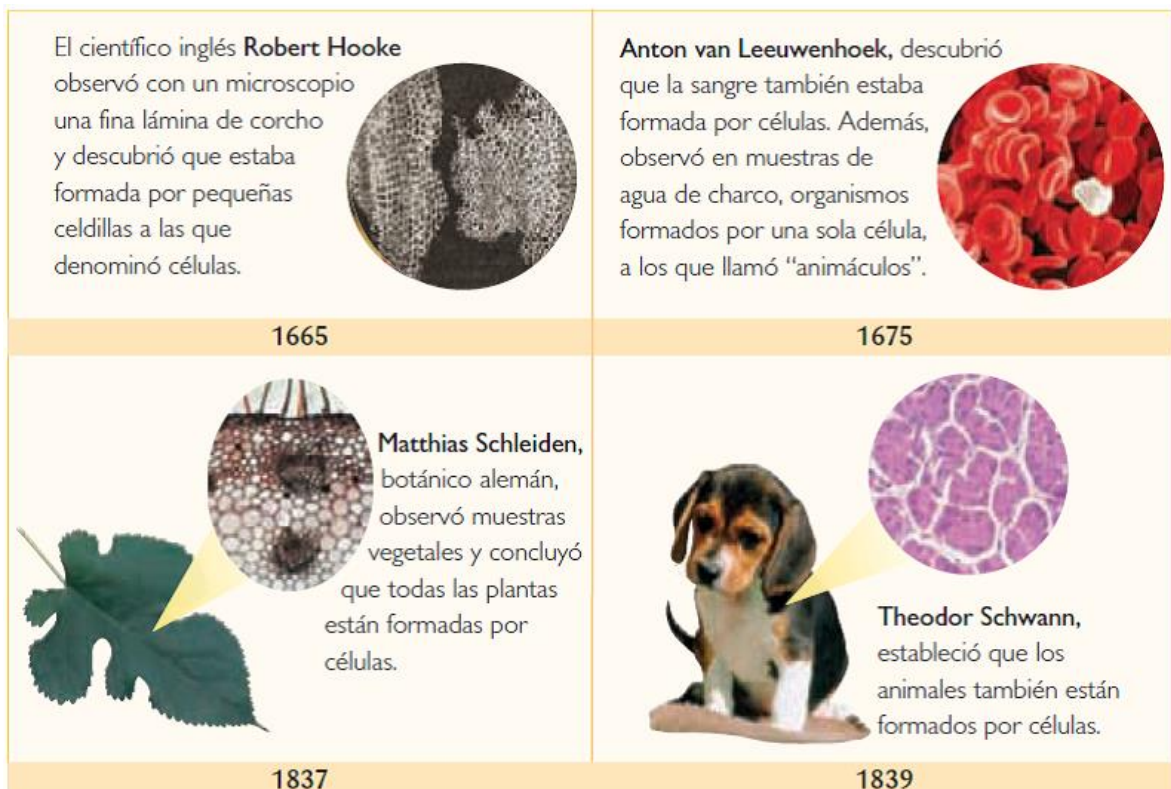 El científico inglés Robert Hooke
observó con un microscopio
una fina lámina de corcho
y descubrió que estaba
formada por pequeñas
celdillas a las que
denominó células.
1665
Anton van Leeuwenhoek, descubrió
que la sangre también estaba
formada por células. Además,
observó en muestras de
agua de charco, organismos
formados por una sola célula,
a los que llamó “animáculos”.
1675
Matthias Schleiden,
botánico alemán,
observó muestras
vegetales y concluyó
que todas las plantas
están formadas por
células.
1837
Theodor Schwann,
estableció que los
animales también están
formados por células.
1839